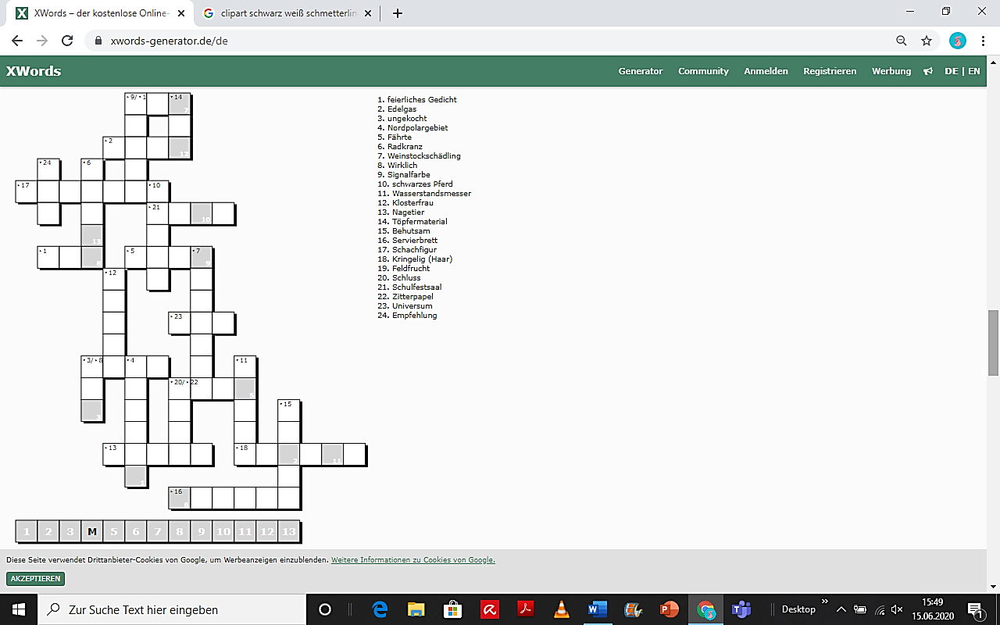 XWords – der kostenlose Online-
clipart schwarz weiß schmetterlin
xwords-generator.de/de
XWords
Generator Community Anmelden Registrieren Werbung DE | EN
9/ 1 14
7
2
12
24 6
17 10
21
10
13
1 5 7
12
23
3/ 8 4 11
20/ 22
15
13 18
2 11
16
1 2 3 M 5 6 7 8 9 10 11 12 13
1. feierliches Gedicht
2. Edelgas
3. ungekocht
4. Nordpolargebiet
5. Fährte
6. Radkranz
7. Weinstockschädling
8. Wirklich
9. Signalfarbe
10. schwarzes Pferd
11. Wasserstandsmesser
12. Klosterfrau
13. Nagetier
14. Töpfermaterial
15. Behutsam
16. Servierbrett
17. Schachfigur
18. Kringelig (Haar)
19. Feldfrucht
20. Schluss
21. Schulfestsaal
22. Zitterpapel
23. Universum
24. Empfehlung
Diese Seite verwendet Drittanbieter-Cookies von Google, um Werbeanzeigen einzublenden. Weitere Informationen zu Cookies von Google.
AKZEPTIEREN
Zur Suche Text hier eingeben
Desktop
15:49
15.06.2020
1